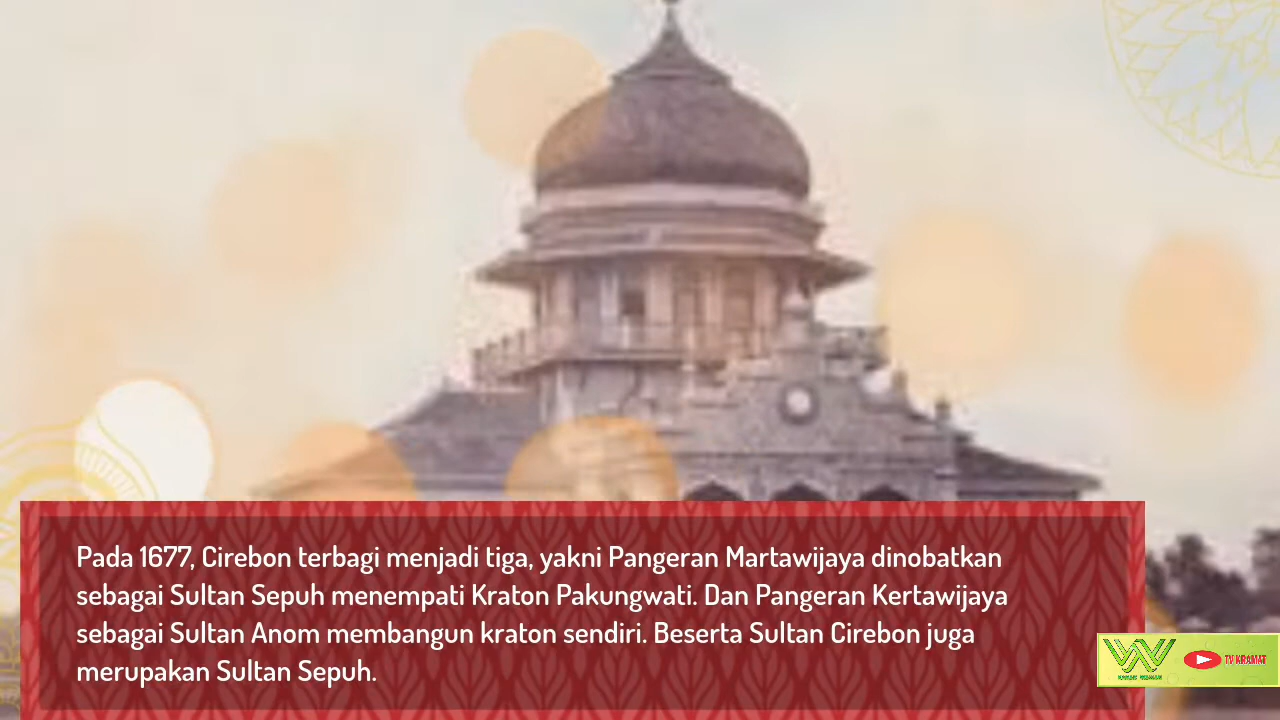 Pada 1677, Cirebon terbagi menjadi tiga, yakni Pangeran Martawijaya dinobatkan
sebagai Sultan Sepuh menempati Kraton Pakungwati. Dan Pangeran Kertawijaya
sebagai Sultan Anom membangun kraton sendiri. Beserta Sultan Cirebon juga
merupakan Sultan Sepuh.
TV KRAMAT